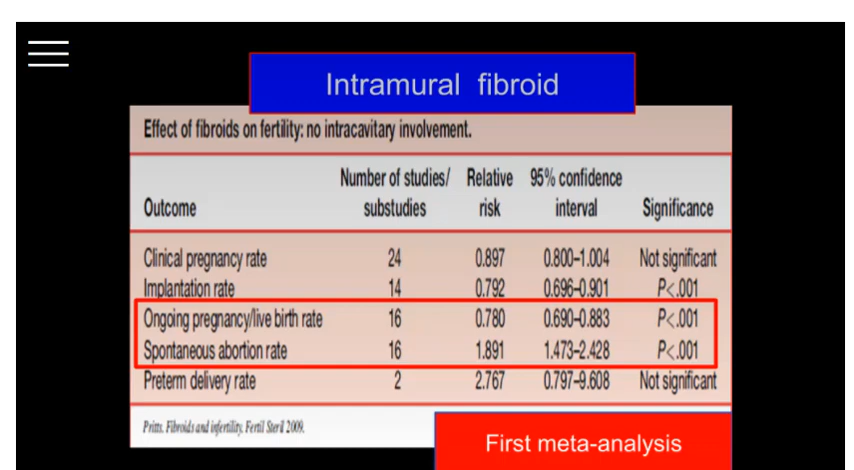 Intramural fibroid
Effect of fibroids on fertility: no intracavitary involvement.
Number of studies/ Relative 95% confidence
Outcome substudies risk interval Significance
Clinical pregnancy rate 24 0.897 0.800–1.004 Not significant
Implantation rate 14 0.792 0.696–0.901 P<.001
Ongoing pregnancy/live birth rate 16 0.780 0.690–0.883 P<.001
Spontaneous abortion rate 16 1.891 1.473–2.428 P<.001
Preterm delivery rate 2 2.767 0.797–9.608 Not significant
Pritts. Fibroids and infertility. Fertil Steril 2009.
First meta-analysis